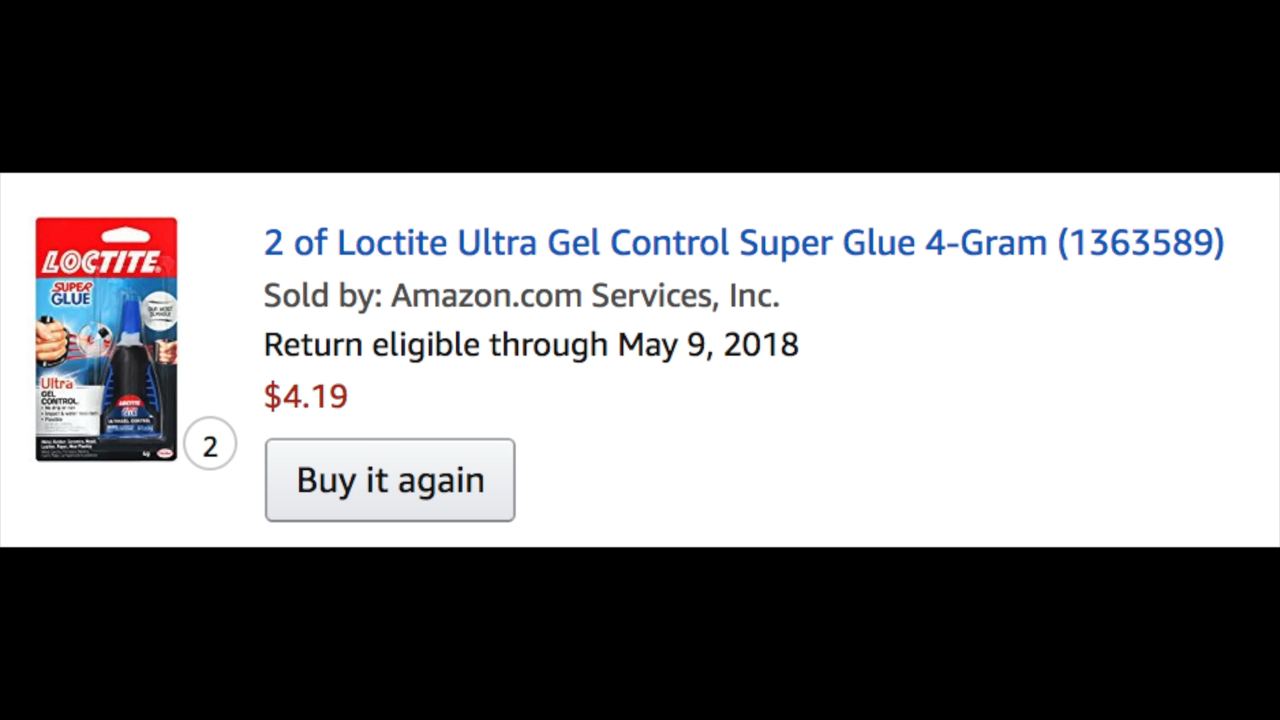 LOCTITE
SUPER
GLUE
Ultra
GEL
CONTROL
4g
2
2 of Loctite Ultra Gel Control Super Glue 4-Gram (1363589)
Sold by: Amazon.com Services, Inc.
Return eligible through May 9, 2018
$4.19
Buy it again